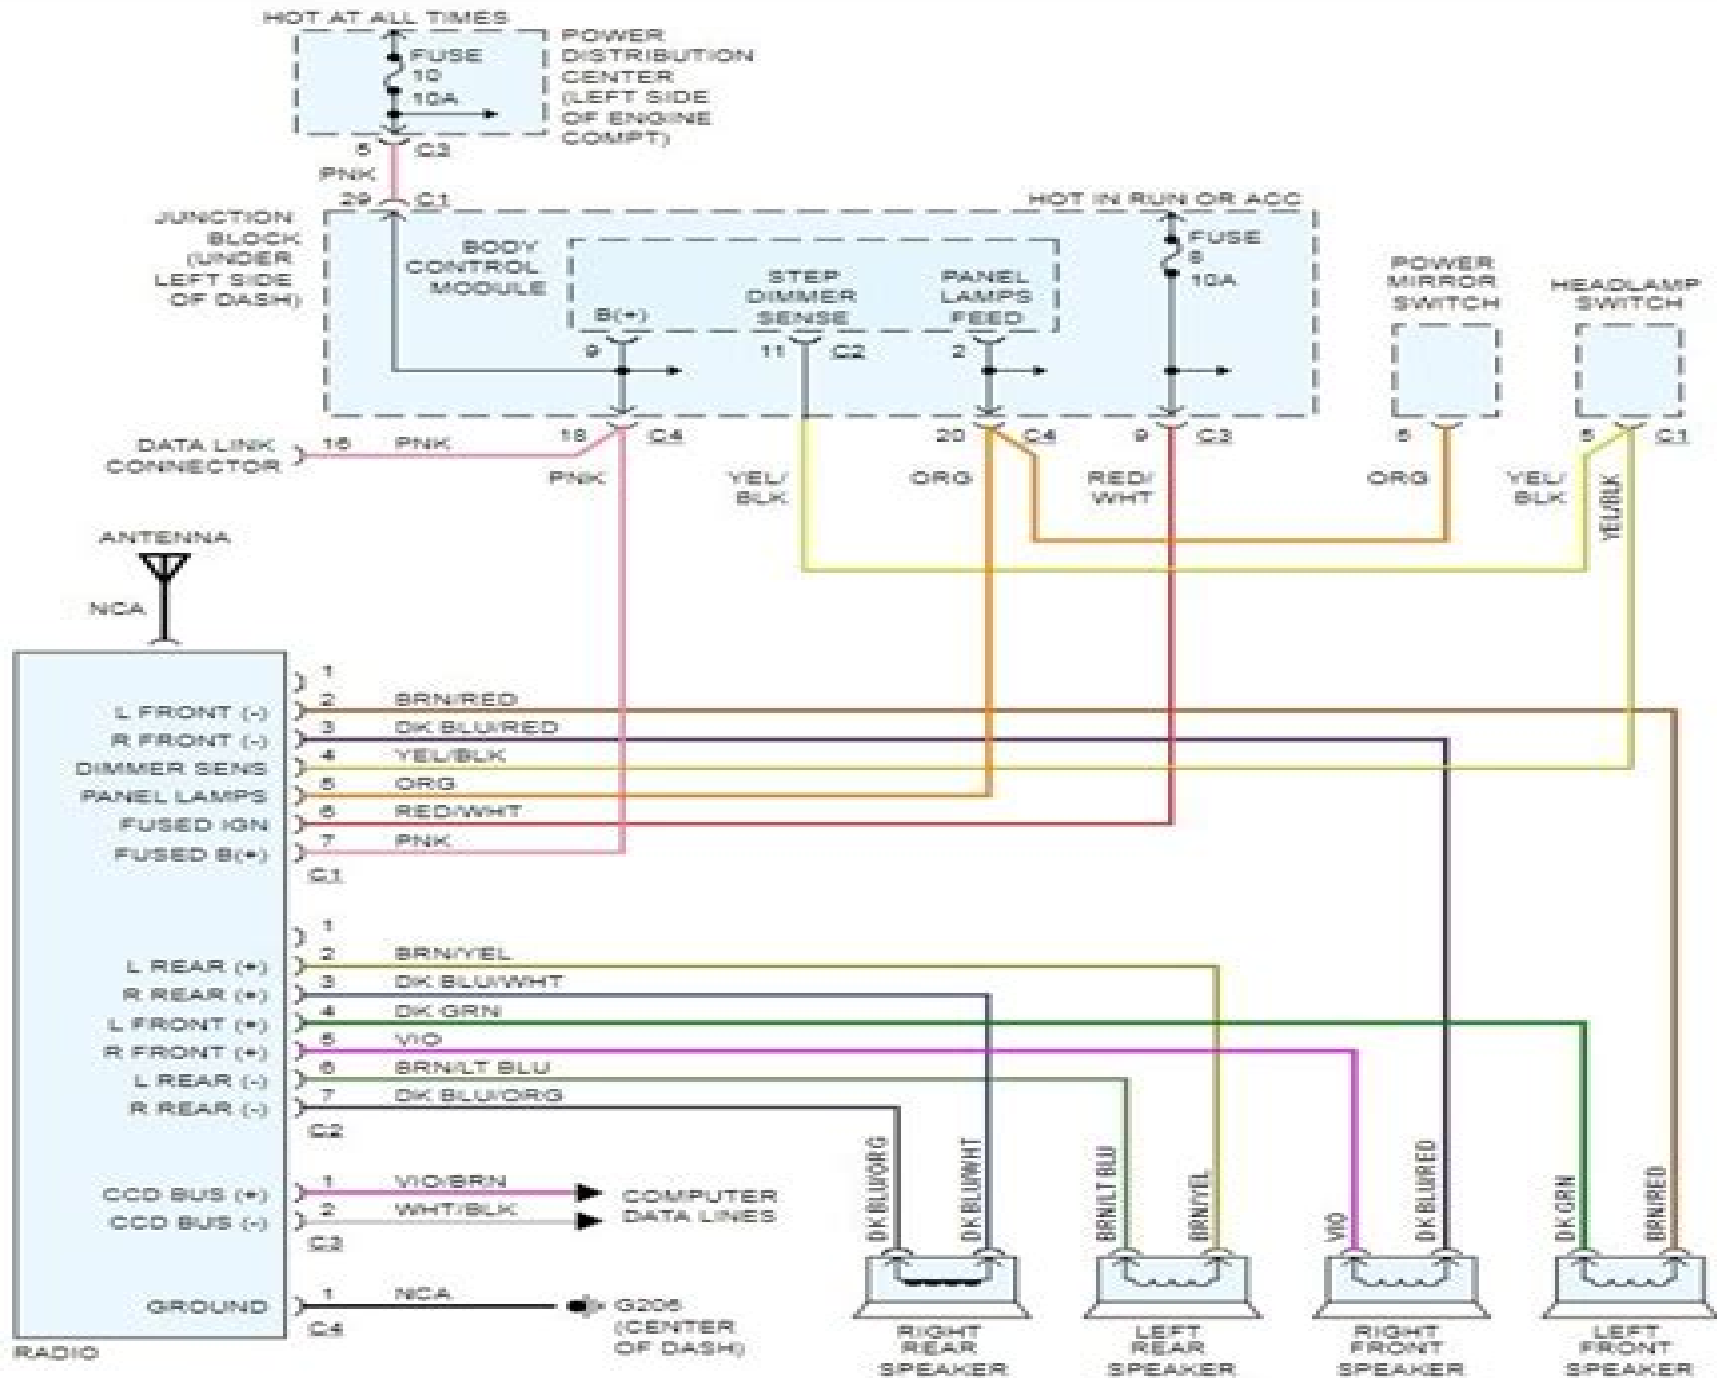 HOT AT ALL TIMES
FUSE
10
10A
POWER
DISTRIBUTION
CENTER
(LEFT SIDE
OF ENGINE
COMPT)
C3
PNK
29 C1
JUNCTION
BLOCK
(UNDER
LEFT SIDE
OF DASH)
BODY
CONTROL
MODULE
B(+)
STEP
DIMMER
SENSE
PANEL
LAMPS
FEED
HOT IN RUN OR ACC
FUSE
10A
POWER
MIRROR
SWITCH
HEADLAMP
SWITCH
9
11 C2
2
18 C4
20 C4
9 C3
C1
DATA LINK
CONNECTOR
16 PNK
PNK
YEL/
BLK
ORG
RED/
WHT
ORG
YEL/
BLK
YEL/BLK
ANTENNA
NCA
1
L FRONT (-) 2 BRN/RED
R FRONT (-) 3 DK BLU/RED
DIMMER SENS 4 YEL/BLK
PANEL LAMPS 5 ORG
FUSED IGN 6 RED/WHT
FUSED B(+) 7 PNK
C1
1
L REAR (+) 2 BRN/YEL
R REAR (+) 3 DK BLU/WHT
L FRONT (+) 4 DK GRN
R FRONT (+) 5 VIO
L REAR (-) 6 BRN/LT BLU
R REAR (-) 7 DK BLU/ORG
C2
CCD BUS (+) 1 VIO/BRN
CCD BUS (-) 2 WHT/BLK
C3
COMPUTER
DATA LINES
GROUND 1 NCA
C4
G206
(CENTER
OF DASH)
RADIO
DK BLU/ORG
DK BLU/WHT
BRN/LT BLU
BRN/YEL
VIO
DK BLU/RED
DK GRN
BRN/RED
RIGHT
REAR
SPEAKER
LEFT
REAR
SPEAKER
RIGHT
FRONT
SPEAKER
LEFT
FRONT
SPEAKER